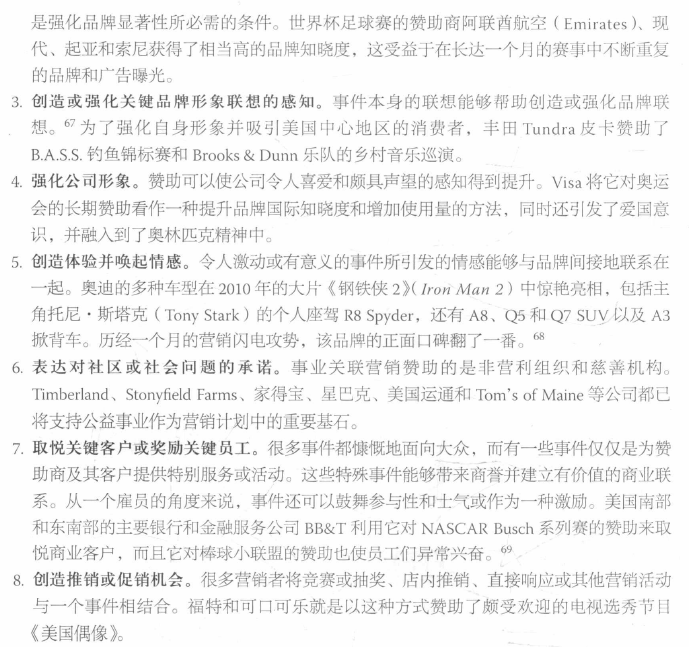 是强化品牌显著性所必需的条件。世界杯足球赛的赞助商阿联酋航空（Emirates）、现
代、起亚和索尼获得了相当高的品牌知晓度，这受益于在长达一个月的赛事中不断重复
的品牌和广告曝光。
3. 创造或强化关键品牌形象联想的感知。事件本身的联想能够帮助创造或强化品牌联
想。67 为了强化自身形象并吸引美国中心地区的消费者，丰田 Tundra 皮卡赞助了
B.A.S.S. 钓鱼锦标赛和 Brooks & Dunn 乐队的乡村音乐巡演。
4. 强化公司形象。赞助可以使公司令人喜爱和颇具声望的感知得到提升。Visa 将它对奥运
会的长期赞助看作一种提升品牌国际知晓度和增加使用量的方法，同时还引发了爱国意
识，并融入到了奥林匹克精神中。
5. 创造体验并唤起情感。令人激动或有意义的事件所引发的情感能够与品牌间接地联系在
一起。奥迪的多种车型在 2010 年的大片《钢铁侠 2》（Iron Man 2）中惊艳亮相，包括主
角托尼·斯塔克（Tony Stark）的个人座驾 R8 Spyder，还有 A8、Q5 和 Q7 SUV 以及 A3
掀背车。历经一个月的营销闪电攻势，该品牌的正面口碑翻了一番。68
6. 表达对社区或社会问题的承诺。事业关联营销赞助的是非营利组织和慈善机构。
Timberland、Stonyfield Farms、家得宝、星巴克、美国运通和 Tom's of Maine 等公司都已
将支持公益事业作为营销计划中的重要基石。
7. 取悦关键客户或奖励关键员工。很多事件都慷慨地面向大众，而有一些事件仅仅是为赞
助商及其客户提供特别服务或活动。这些特殊事件能够带来商誉并建立有价值的商业联
系。从一个雇员的角度来说，事件还可以鼓舞参与性和士气或作为一种激励。美国南部
和东南部的主要银行和金融服务公司 BB&T 利用它对 NASCAR Busch 系列赛的赞助来取
悦商业客户，而且它对棒球小联盟的赞助也使员工们异常兴奋。69
8. 创造推销或促销机会。很多营销者将竞赛或抽奖、店内推销、直接响应或其他营销活动
与一个事件相结合。福特和可口可乐就是以这种方式赞助了颇受欢迎的电视选秀节目
《美国偶像》。